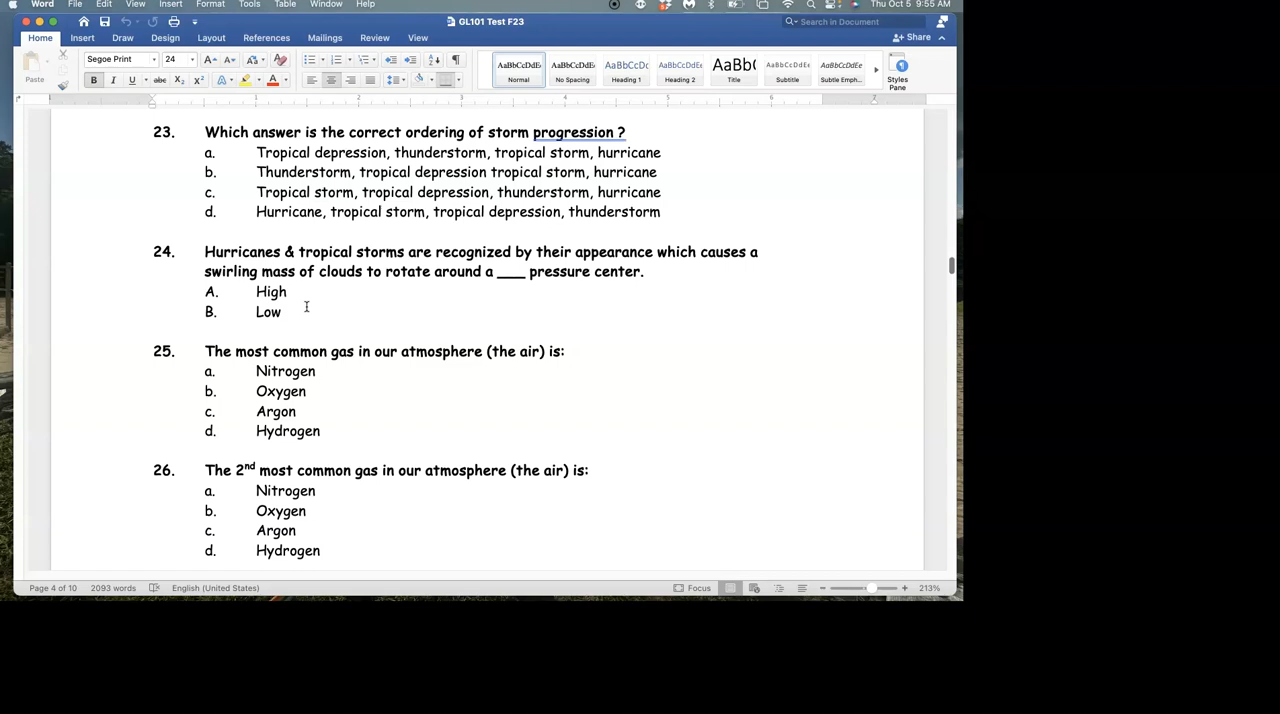 Word File Edit View Insert Format Tools Table Window Help Thu Oct 5 9:55 AM
GL101 Test F23 Search in Document
Home Insert Draw Design Layout References Mailings Review View Share
Paste Segoe Print 24 Normal No Spacing Heading 1 Heading 2 Title Subtitle Subtle Emph... Styles Pane
1 2 3 4 5 6 7
23. Which answer is the correct ordering of storm progression ?
a. Tropical depression, thunderstorm, tropical storm, hurricane
b. Thunderstorm, tropical depression tropical storm, hurricane
c. Tropical storm, tropical depression, thunderstorm, hurricane
d. Hurricane, tropical storm, tropical depression, thunderstorm
24. Hurricanes & tropical storms are recognized by their appearance which causes a
swirling mass of clouds to rotate around a ___ pressure center.
A. High
B. Low
25. The most common gas in our atmosphere (the air) is:
a. Nitrogen
b. Oxygen
c. Argon
d. Hydrogen
26. The 2nd most common gas in our atmosphere (the air) is:
a. Nitrogen
b. Oxygen
c. Argon
d. Hydrogen
Page 4 of 10 2093 words English (United States) Focus 213%